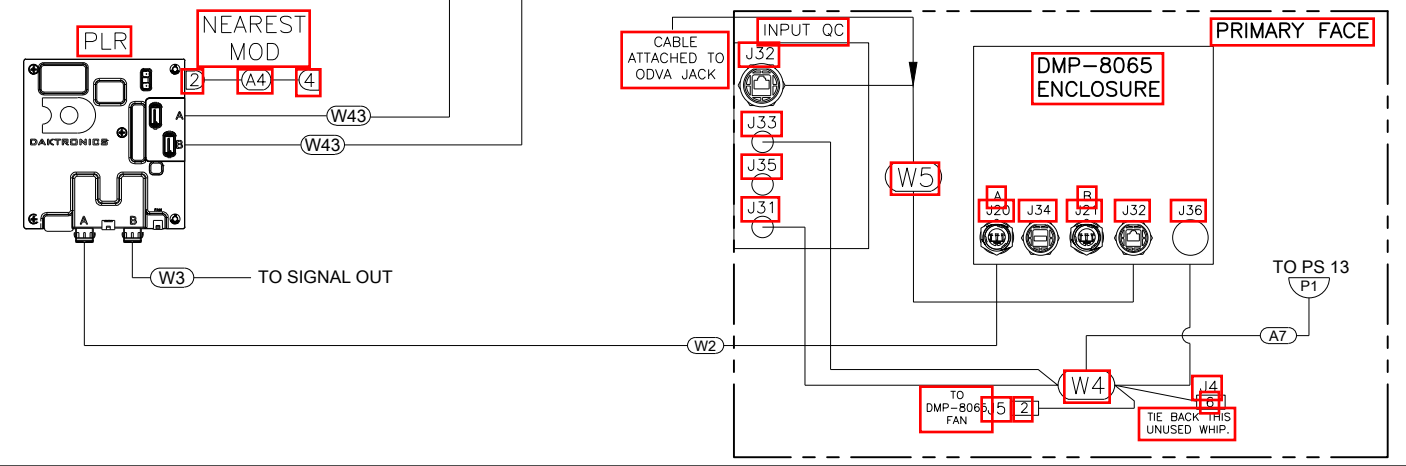 PLR
NEAREST
MOD
2
A4
4
A
W43
B
W43
DAKTRONICS
A
B
W3
TO SIGNAL OUT
W2
CABLE
ATTACHED TO
ODVA JACK
INPUT QC
J32
J33
J35
J31
W5
PRIMARY FACE
DMP-8065
ENCLOSURE
A
B
J20
J34
J21
J32
J36
TO PS 13
P1
A7
W4
TO
DMP-8065
FAN
J5
2
J4
6
TIE BACK THIS
UNUSED WHIP.